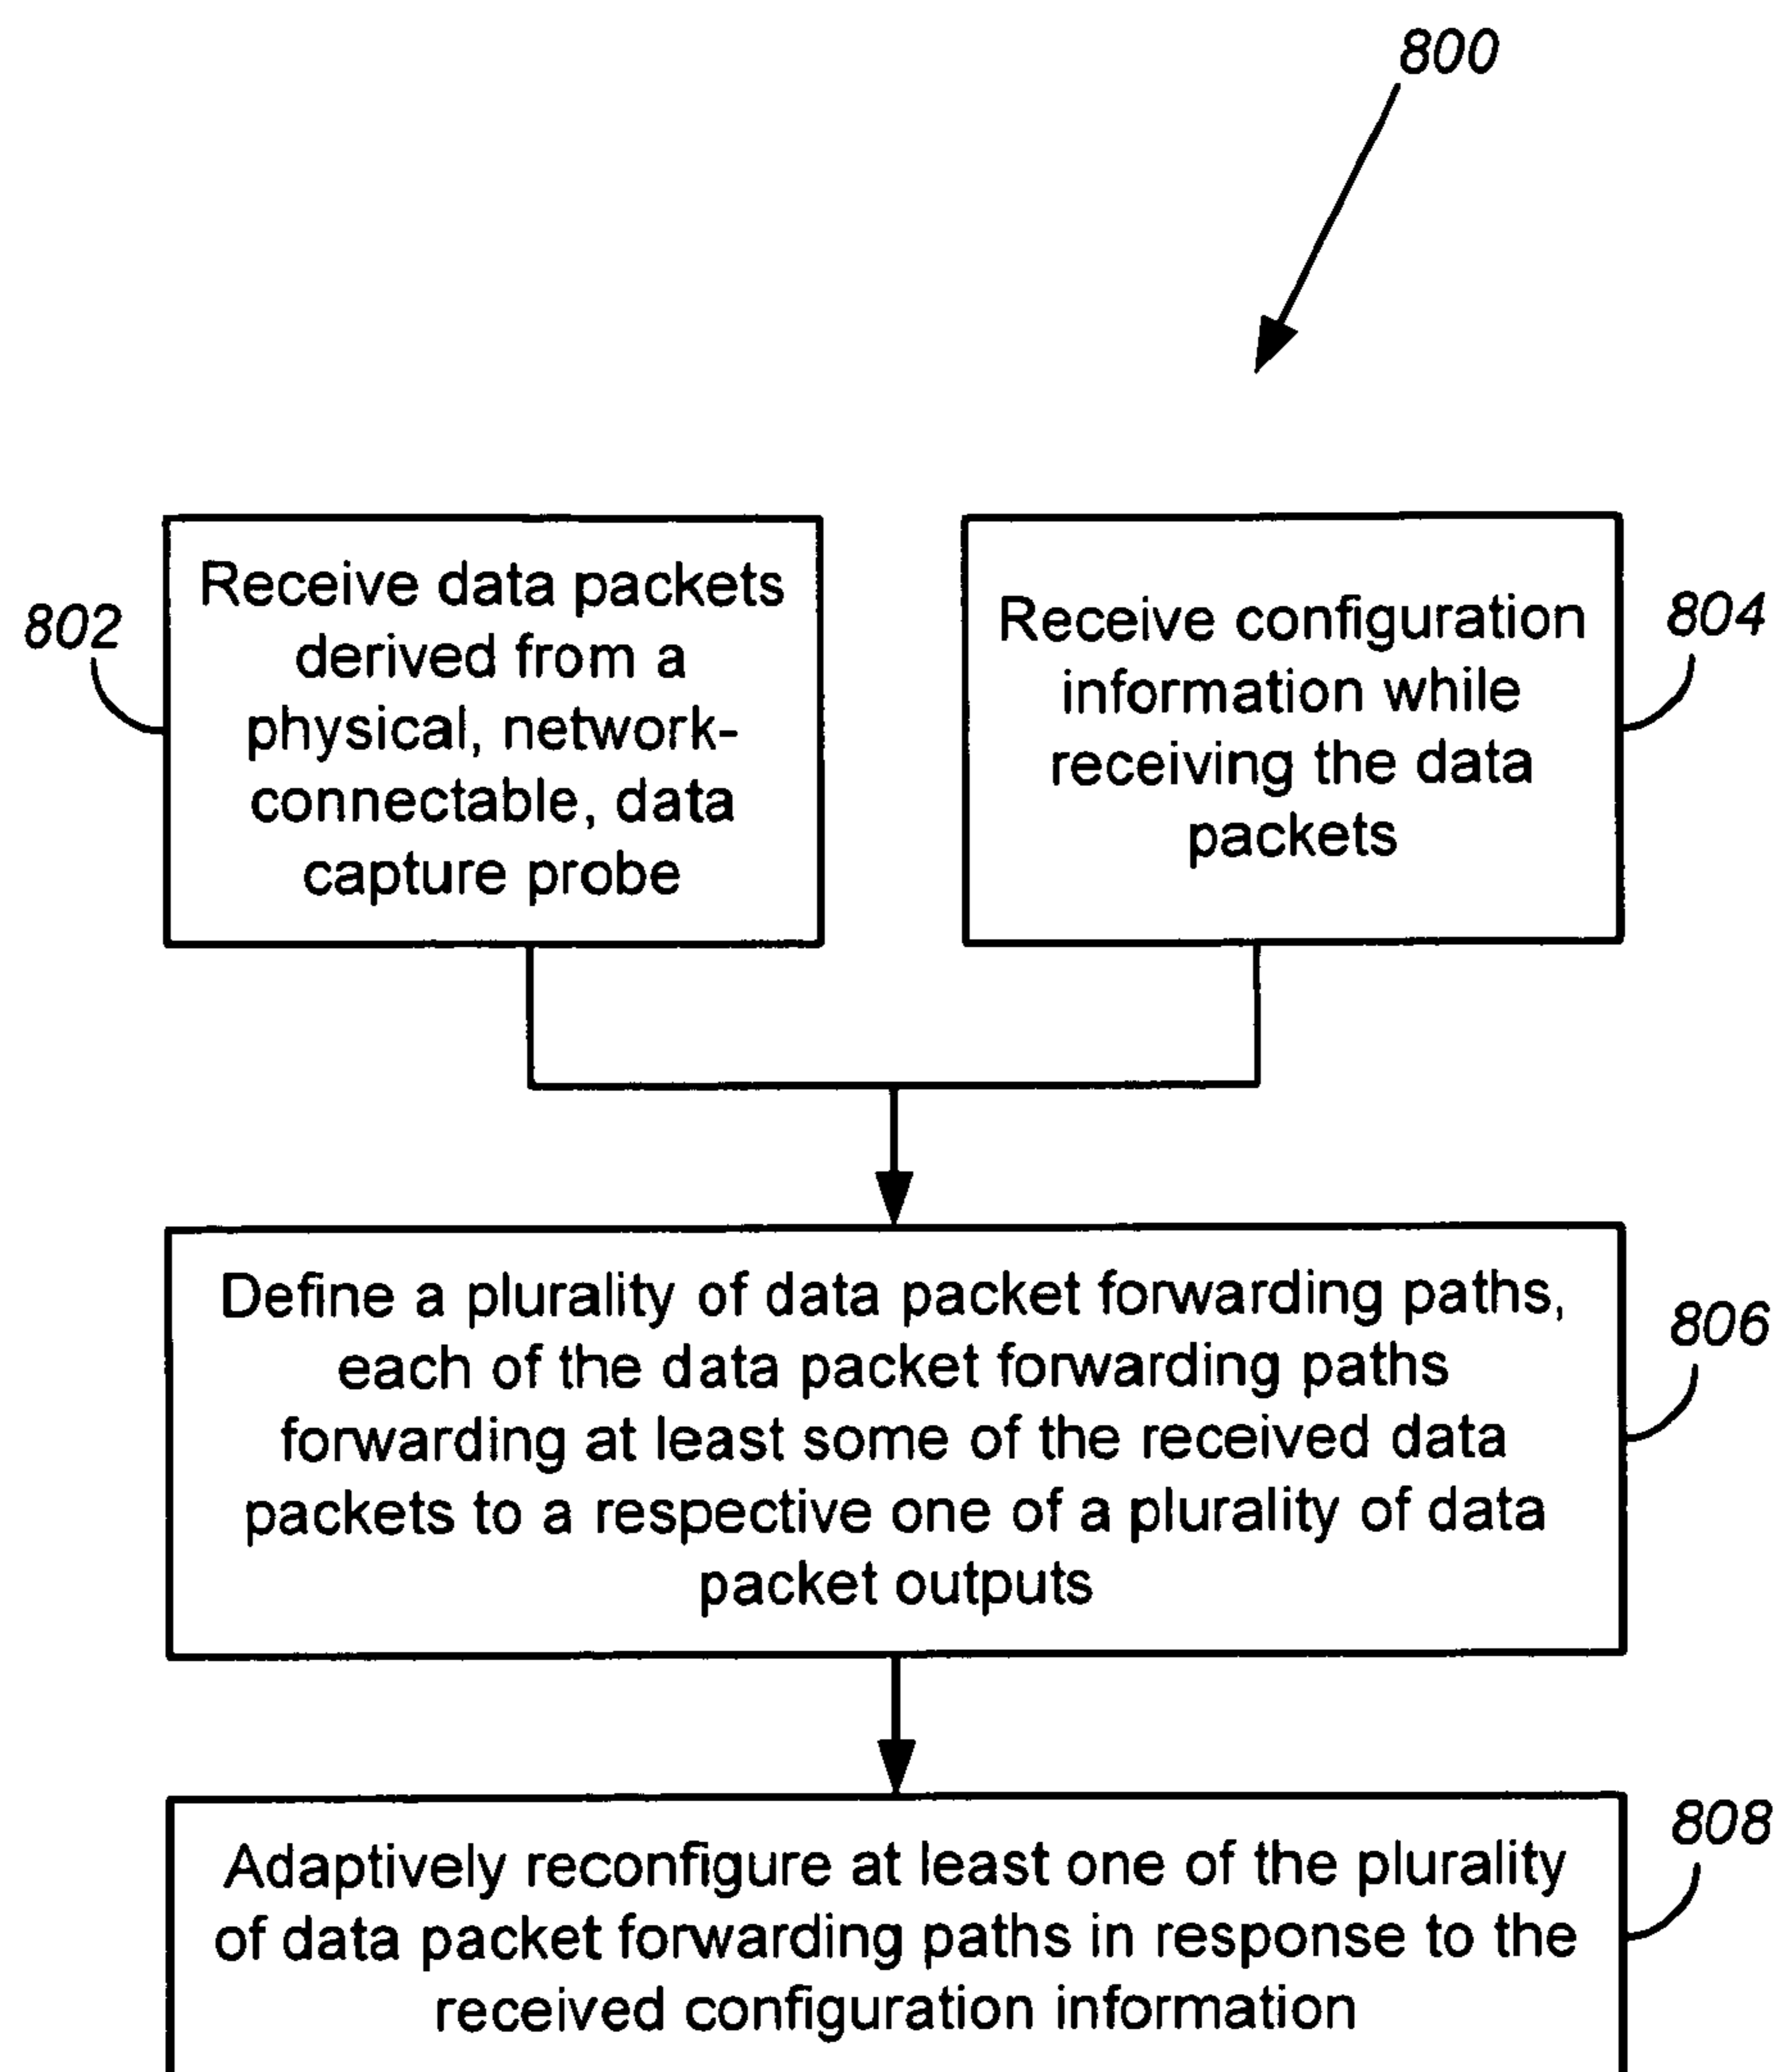 800
802
Receive data packets
derived from a
physical, network-
connectable, data
capture probe
Receive configuration
information while
receiving the data
packets
804
Define a plurality of data packet forwarding paths,
each of the data packet forwarding paths
forwarding at least some of the received data
packets to a respective one of a plurality of data
packet outputs
806
Adaptively reconfigure at least one of the plurality
of data packet forwarding paths in response to the
received configuration information
808